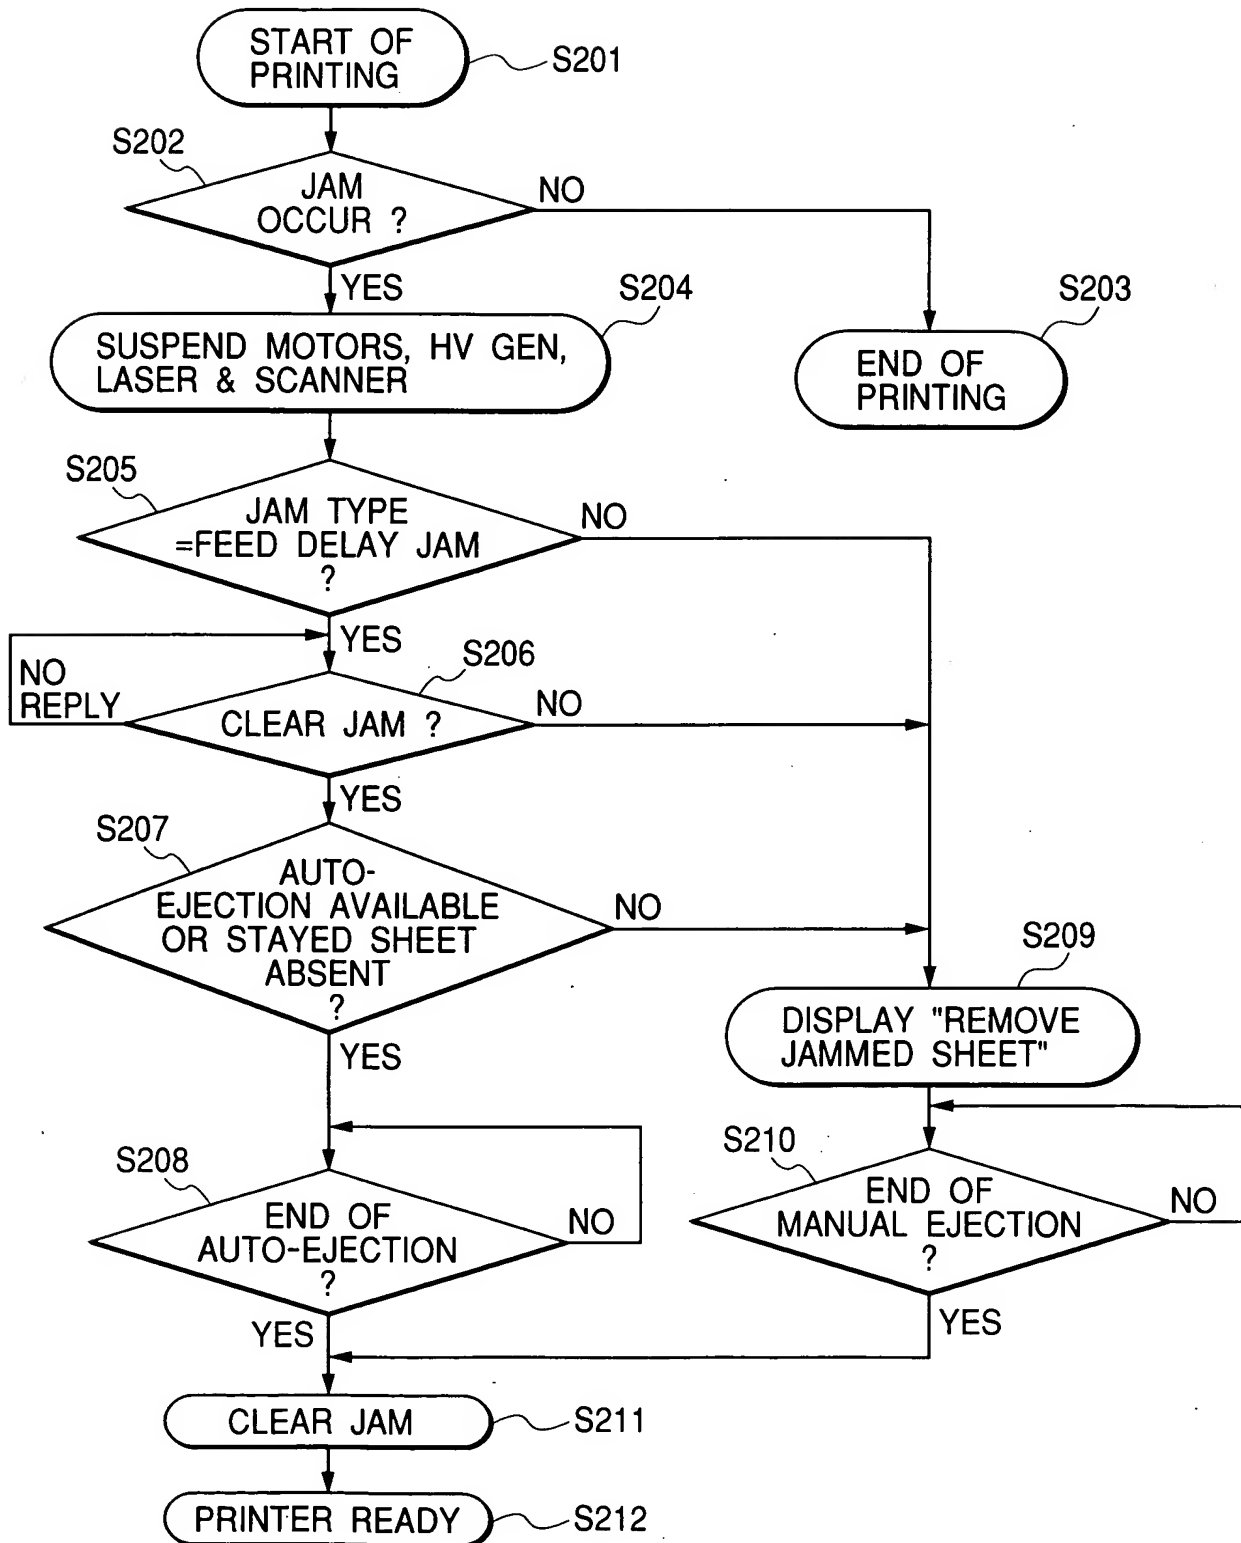 START OF
PRINTING
S201
S202
JAM
OCCUR ?
NO
YES
S204
S203
SUSPEND MOTORS, HV GEN,
LASER & SCANNER
END OF
PRINTING
S205
JAM TYPE
=FEED DELAY JAM
?
NO
YES
S206
NO
REPLY
CLEAR JAM ?
NO
YES
S207
AUTO-
EJECTION AVAILABLE
OR STAYED SHEET
ABSENT
?
NO
YES
S209
DISPLAY "REMOVE
JAMMED SHEET"
S208
END OF
AUTO-EJECTION
?
NO
YES
S210
END OF
MANUAL EJECTION
?
NO
YES
CLEAR JAM
S211
PRINTER READY
S212